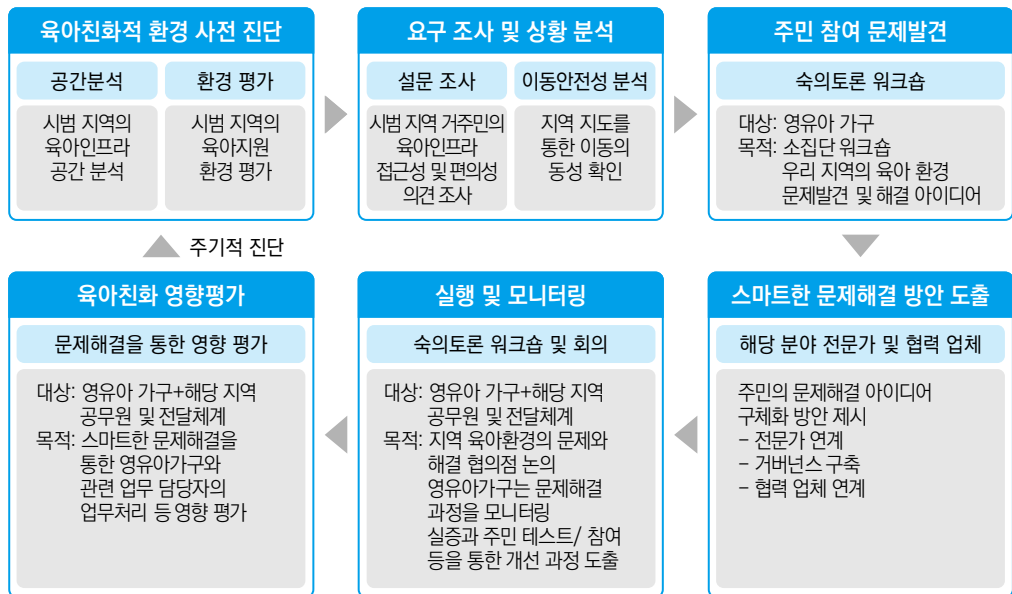 육아친화적 환경 사전 진단
공간분석
시범 지역의
육아인프라
공간 분석
환경 평가
시범 지역의
육아지원
환경 평가
요구 조사 및 상황 분석
설문 조사
시범 지역 거주민의
육아인프라
접근성 및 편의성
의견 조사
이동안전성 분석
지역 지도를
통한 이동의
동성 확인
주민 참여 문제발견
숙의토론 워크숍
대상: 영유아 가구
목적: 소집단 워크숍
우리 지역의 육아 환경
문제발견 및 해결 아이디어
스마트한 문제해결 방안 도출
해당 분야 전문가 및 협력 업체
주민의 문제해결 아이디어
구체화 방안 제시
– 전문가 연계
– 거버넌스 구축
– 협력 업체 연계
실행 및 모니터링
숙의토론 워크숍 및 회의
대상: 영유아 가구+해당 지역
공무원 및 전달체계
목적: 지역 육아환경의 문제와
해결 협의점 논의
영유아가구는 문제해결
과정을 모니터링
실증과 주민 테스트/ 참여
등을 통한 개선 과정 도출
육아친화 영향평가
문제해결을 통한 영향 평가
대상: 영유아 가구+해당 지역
공무원 및 전달체계
목적: 스마트한 문제해결을
통한 영유아가구와
관련 업무 담당자의
업무처리 등 영향 평가
주기적 진단